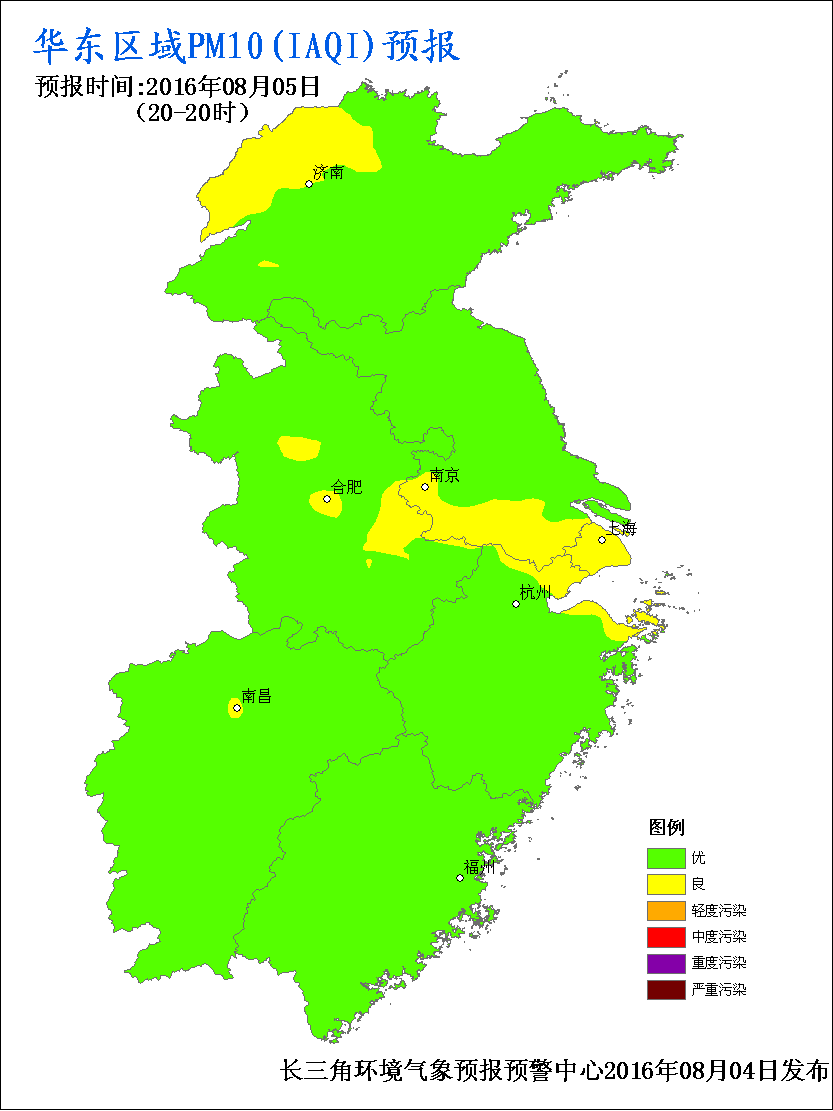 华东区域PM10(IAQI)预报
预报时间:2016年08月05日
(20-20时)
济南
南京
合肥
上海
杭州
南昌
福州
图例
优
良
轻度污染
中度污染
重度污染
严重污染
长三角环境气象预报预警中心2016年08月04日发布